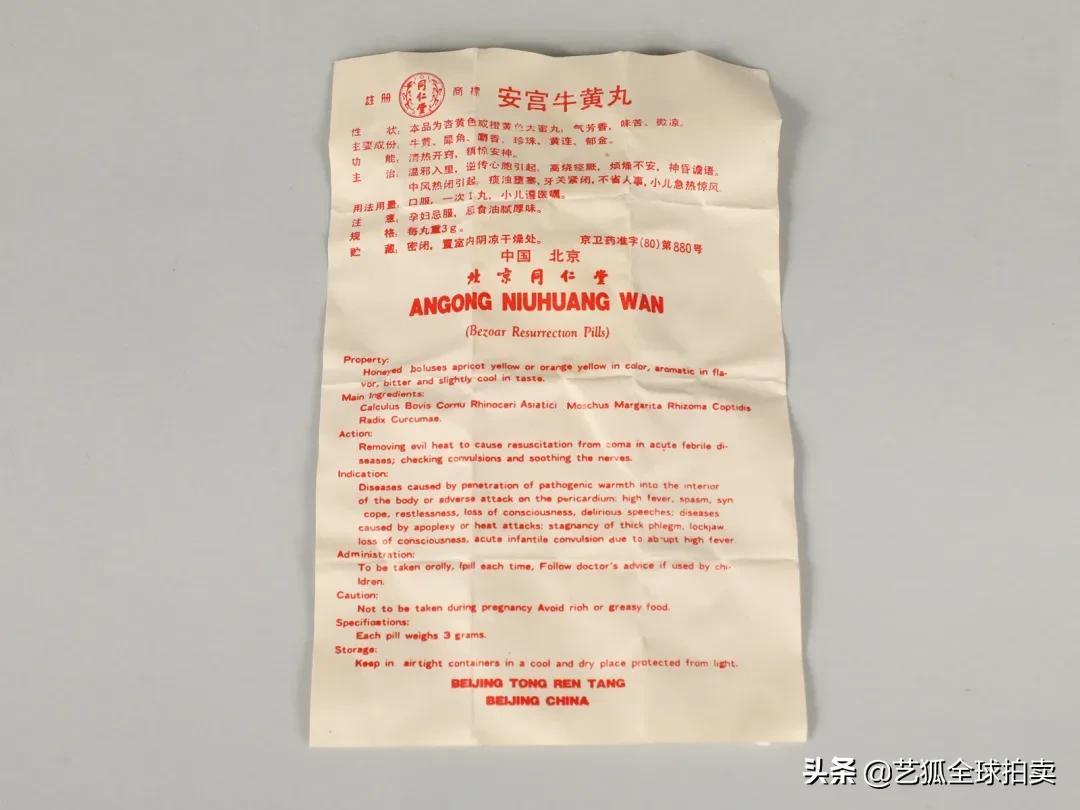 註册 同仁堂 商標 安宫牛黄丸
性 状：本品为杏黄色或橙黄色大蜜丸，气芳香，味苦、微凉。
主要成份：牛黄、犀角、麝香、珍珠、黄连、郁金。
功 能：清热开窍，镇惊安神。
主 治：温邪入里，逆传心胞引起：高烧痉厥，烦燥不安，神昏谵语。
中风热闭引起：痰浊壅塞，牙关紧闭，不省人事，小儿急热惊风。
用法用量：口服，一次1丸，小儿遵医嘱。
注 意：孕妇忌服，忌食油腻厚味。
规 格：每丸重3g。
贮 藏：密闭，置室内阴凉干燥处。 京卫药准字(80)第880号
中国 北京
北京同仁堂
ANGONG NIUHUANG WAN
(Bezoar Resurrection Pills)
Property:
Honeyed boluses apricot yellow or orange yellow in color, aromatic in fla-
vor, bitter and slightly cool in taste.
Main Ingredients:
Calculus Bovis Cornu Rhinoceri Asiatici Moschus Margarita Rhizoma Coptidis
Radix Curcumae.
Action:
Removing evil heat to cause resuscitation from coma in acute febrile di-
seases; checking convulsions and soothing the nerves.
Indication:
Diseases caused by penetration of pathogenic warmth into the interior
of the body or adverse attack on the pericardium: high fever, spasm, syn
cope, restlessness, loss of consciousness, delirious speeches; diseases
caused by apoplexy or heat attacks: stagnancy of thick phlegm, lockjaw.
loss of consciousness, acute infantile convulsion due to abrupt high fever.
Administration:
To be taken orolly, lpill each time, Follow doctor's advice if used by chi-
ldren.
Caution:
Not to be taken during pregnancy Avoid rioh or greasy food.
Specifications:
Each pill weighs 3 grams.
Storage:
Keep in airtight containers in a cool and dry place protected from light.
BEIJING TONG REN TANG
BEIJING CHINA
头条 @艺狐全球拍卖